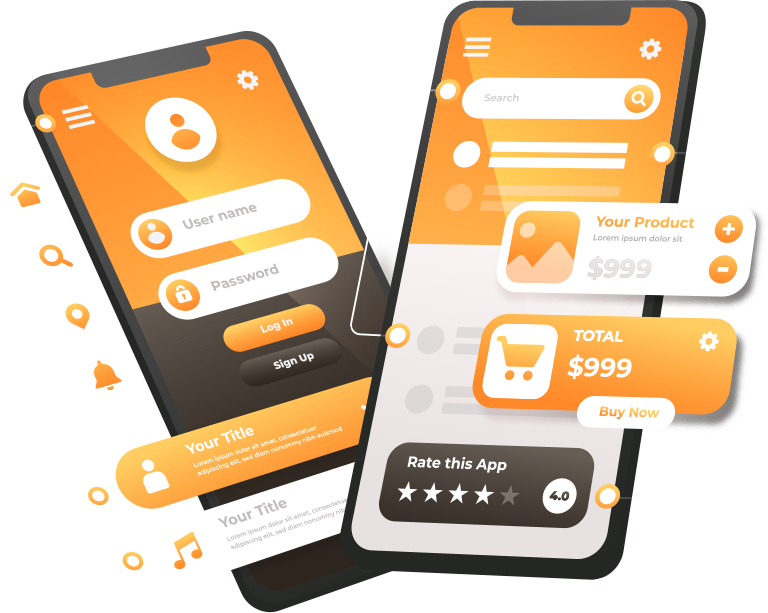 User name
Password
Log In
Sign Up
Your Title
Lorem ipsum dolor sit amet, consectetuer
adipiscing elit, sed diam nonummy nibh euismod
Your Title
Lorem ipsum dolor sit amet, consectetuer
adipiscing elit, sed diam nonummy nibh
Search
Your Product
Lorem ipsum dolor sit
$999
TOTAL
$999
Buy Now
Rate this App
4.0